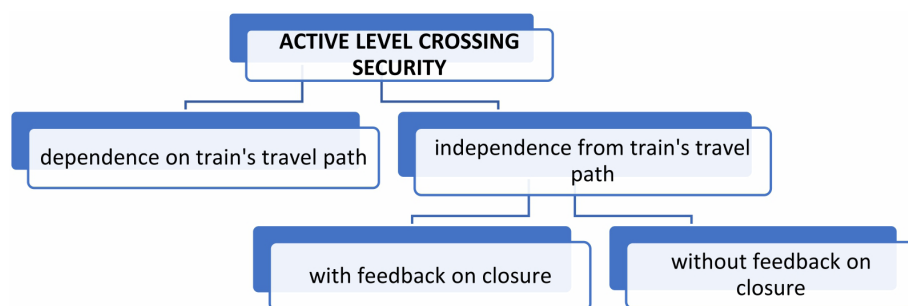 ACTIVE LEVEL CROSSING
SECURITY
dependence on train's travel path
independence from train's travel
path
with feedback on closure
without feedback on
closure